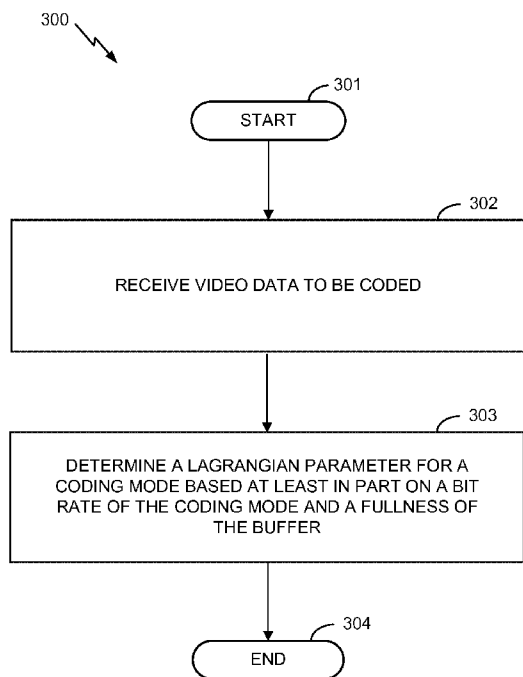 300
301
START
302
RECEIVE VIDEO DATA TO BE CODED
303
DETERMINE A LAGRANGIAN PARAMETER FOR A
CODING MODE BASED AT LEAST IN PART ON A BIT
RATE OF THE CODING MODE AND A FULLNESS OF
THE BUFFER
304
END